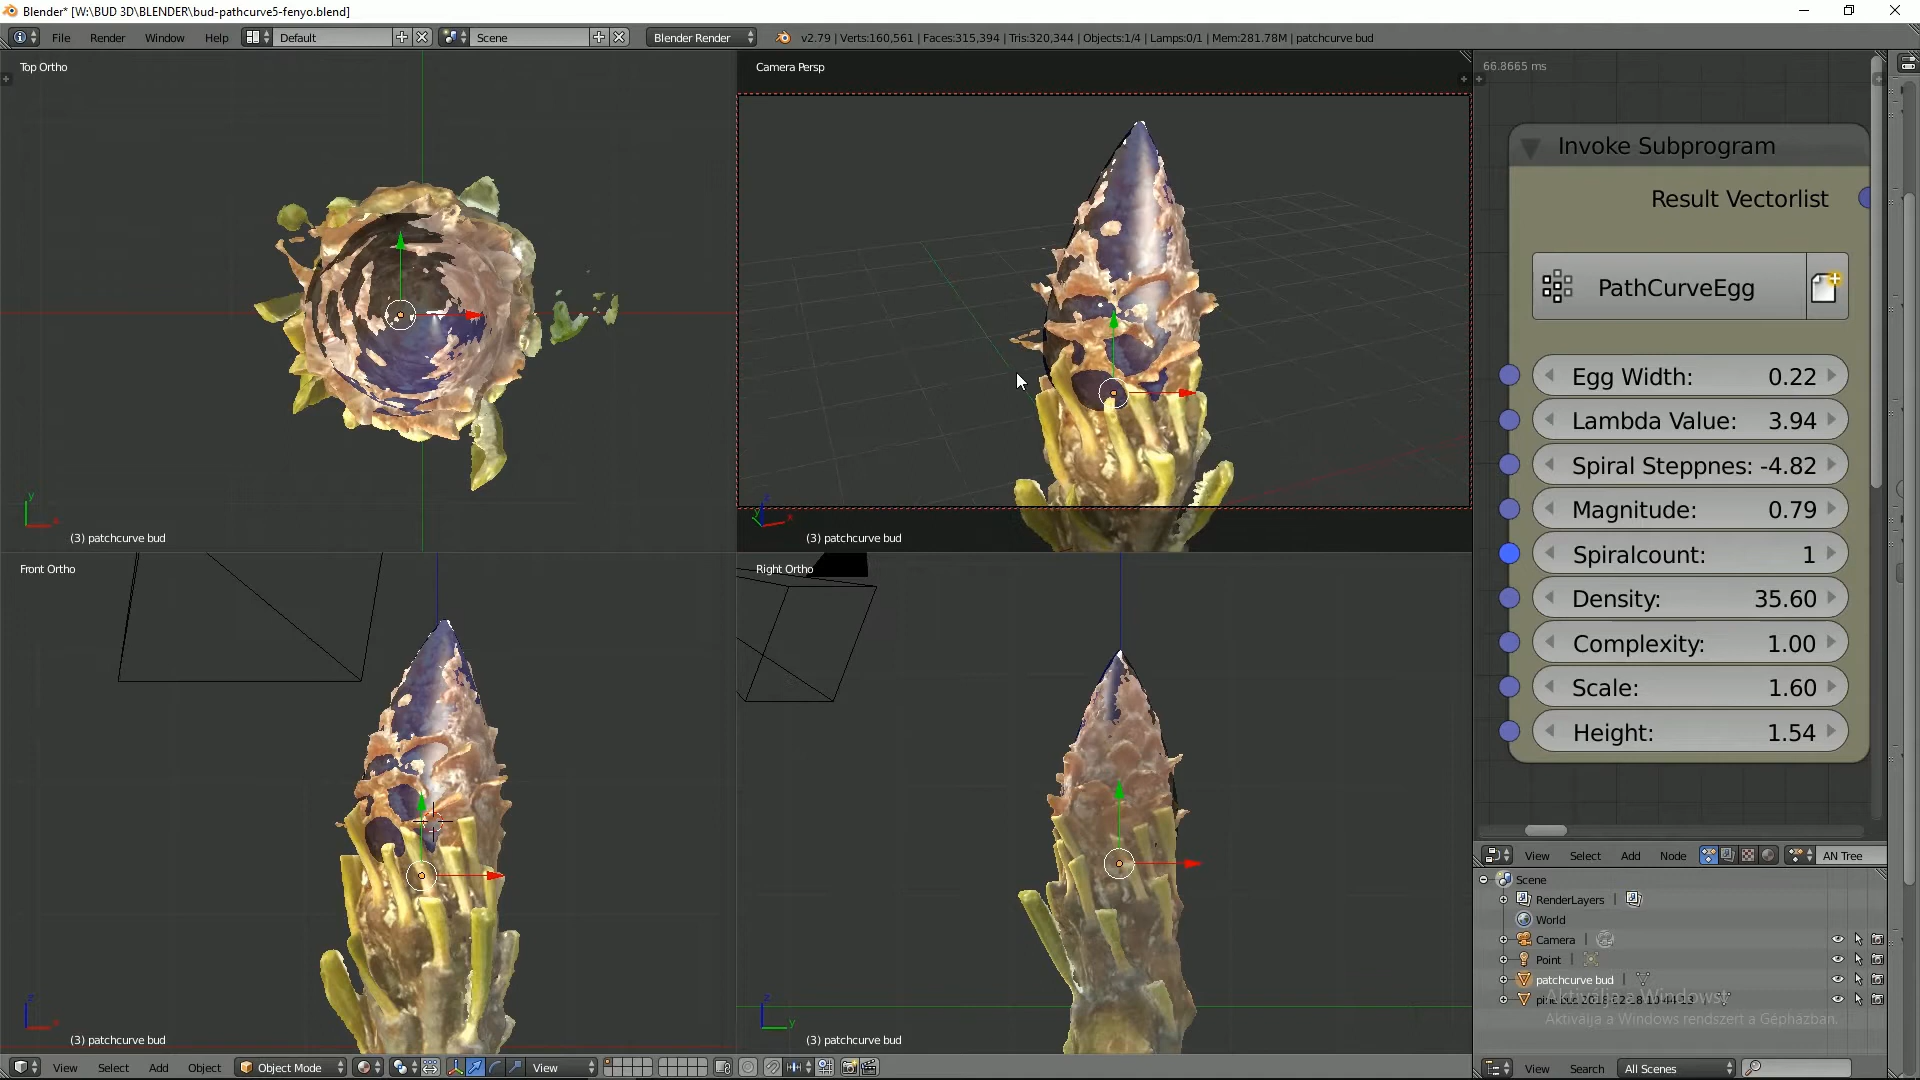 Blender* [W:\BUD 3D\BLENDER\bud-pathcurve5-fenyo.blend]
File Render Window Help Default Scene Blender Render v2.79 | Verts:160,561 | Faces:315,394 | Tris:320,344 | Objects:1/4 | Lamps:0/1 | Mem:281.78M | patchcurve bud
Top Ortho
Camera Persp
66.8665 ms
Invoke Subprogram
Result Vectorlist
PathCurveEgg
Egg Width: 0.22
Lambda Value: 3.94
Spiral Steppnes: -4.82
Magnitude: 0.79
Spiralcount: 1
Density: 35.60
Complexity: 1.00
Scale: 1.60
Height: 1.54
(3) patchcurve bud
(3) patchcurve bud
Front Ortho
Right Ortho
(3) patchcurve bud
(3) patchcurve bud
View Select Add Node AN Tree
Scene
RenderLayers
World
Camera
Point
patchcurve bud
Aktiválja a Windowst
Aktiválja a Windows rendszert a Gépházban.
View Select Add Object Object Mode View
View Search All Scenes